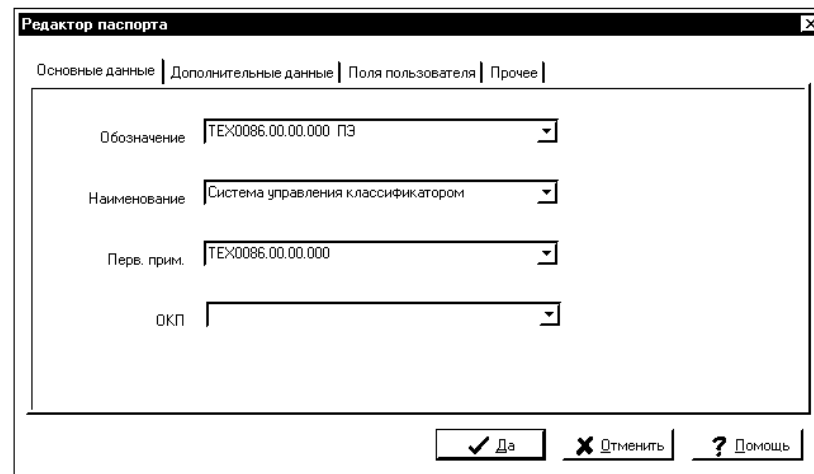 Редактор паспорта
Основные данные Дополнительные данные Поля пользователя Прочее
Обозначение ТЕХ0086.00.00.000 ПЭ
Наименование Система управления классификатором
Перв. прим. ТЕХ0086.00.00.000
ОКП
Да Отменить ? Помощь